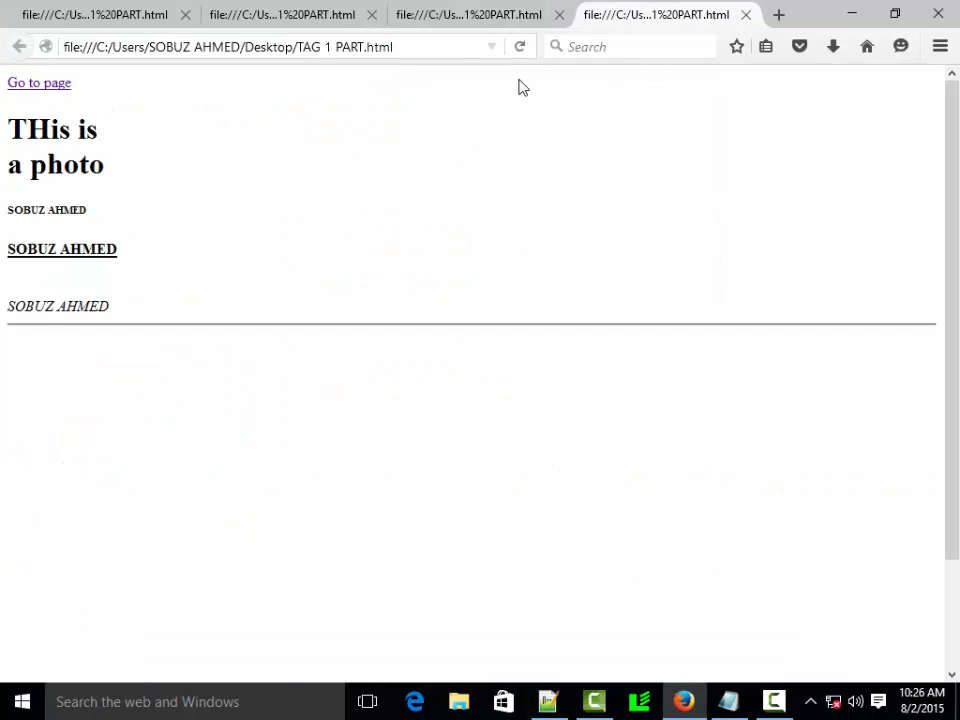 file:///C:/Us...1%20PART.html
file:///C:/Us...1%20PART.html
file:///C:/Us...1%20PART.html
file:///C:/Us...1%20PART.html
file:///C:/Users/SOBUZ AHMED/Desktop/TAG 1 PART.html
Search
Go to page
THis is
a photo
SOBUZ AHMED
SOBUZ AHMED
SOBUZ AHMED
Search the web and Windows
10:26 AM
8/2/2015